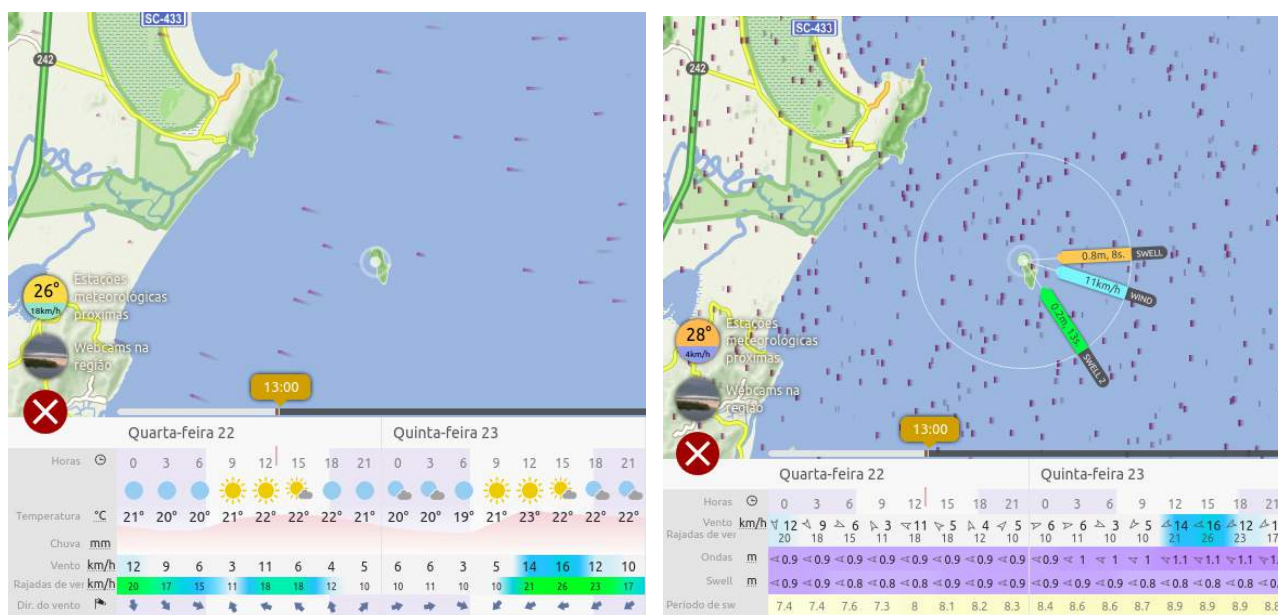 SC-433
242
26°
18km/h
Estações
meteorológicas
próximas
Webcams na
região
13:00
Quarta-feira 22
Quinta-feira 23
Horas 0 3 6 9 12 15 18 21 0 3 6 9 12 15 18 21
Temperatura °C 21° 20° 20° 21° 22° 22° 22° 21° 20° 20° 19° 21° 23° 22° 22° 22°
Chuva mm
Vento km/h 12 9 6 3 11 6 4 5 6 6 3 5 14 16 12 10
Rajadas de ver km/h 20 17 15 11 18 18 12 10 10 11 10 10 21 26 23 17
Dir. do vento
SC-433
242
0.8m, 8s. SWELL
11km/h WIND
0.2m, 13s. SWELL 2
28°
4km/h
Estações
meteorológicas
próximas
Webcams na
região
13:00
Quarta-feira 22
Quinta-feira 23
Horas 0 3 6 9 12 15 18 21 0 3 6 9 12 15 18 21
Vento km/h 12 9 6 3 11 5 4 5 6 6 3 5 14 16 12
Rajadas de ver 20 18 15 11 18 18 12 10 10 11 10 10 21 26 23 17
Ondas m 0.9 0.9 0.9 0.9 0.9 0.9 0.9 0.9 0.9 1 1 1 1.1 1.1 1.1
Swell m 0.9 0.9 0.8 0.8 0.8 0.8 0.8 0.8 0.8 0.8 0.8 0.8 0.8 0.8 0.8
Período de sw 7.4 7.4 7.6 7.3 8 8.1 8.2 8.3 8.4 8.6 8.6 8.7 8.9 8.9 8.9